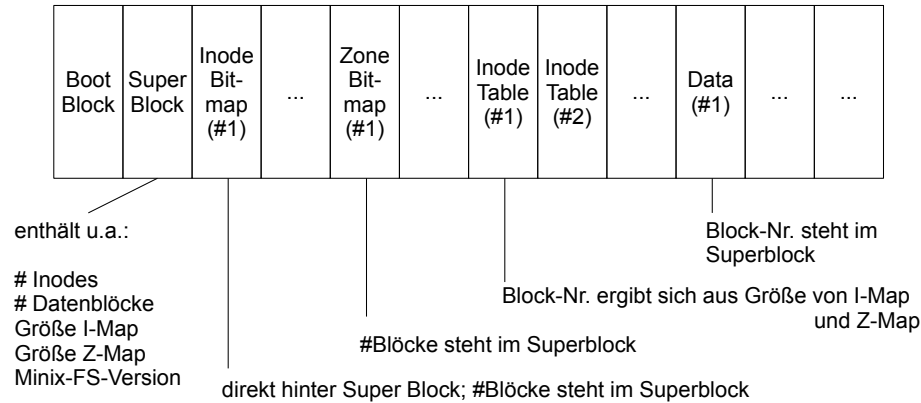 Boot
Block
Super
Block
Inode
Bit-
map
(#1)
...
Zone
Bit-
map
(#1)
...
Inode
Table
(#1)
Inode
Table
(#2)
...
Data
(#1)
...
...
enthält u.a.:
# Inodes
# Datenblöcke
Größe I-Map
Größe Z-Map
Minix-FS-Version
Block-Nr. steht im
Superblock
Block-Nr. ergibt sich aus Größe von I-Map
und Z-Map
#Blöcke steht im Superblock
direkt hinter Super Block; #Blöcke steht im Superblock